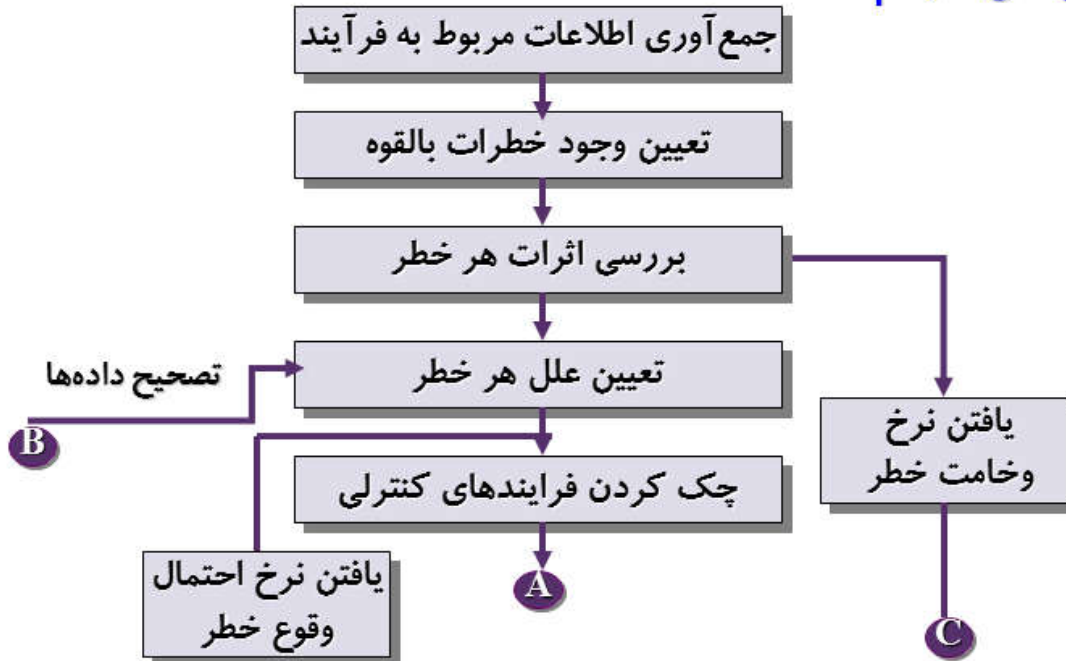 جمع‌آوری اطلاعات مربوط به فرآیند
تعیین وجود خطرات بالقوه
بررسی اثرات هر خطر
تعیین علل هر خطر
تصحیح داده‌ها
B
یافتن نرخ
وخامت خطر
چک کردن فرایندهای کنترلی
یافتن نرخ احتمال
وقوع خطر
A
C